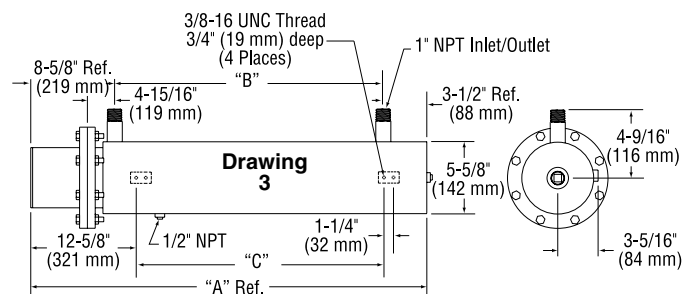 3/8-16 UNC Thread
3/4" (19 mm) deep
(4 Places)
1" NPT Inlet/Outlet
8-5/8" Ref.
(219 mm)
"B"
4-15/16"
(119 mm)
3-1/2" Ref.
(88 mm)
4-9/16"
(116 mm)
Drawing
3
5-5/8"
(142 mm)
12-5/8"
(321 mm)
1/2" NPT
1-1/4"
(32 mm)
3-5/16"
(84 mm)
"C"
"A" Ref.